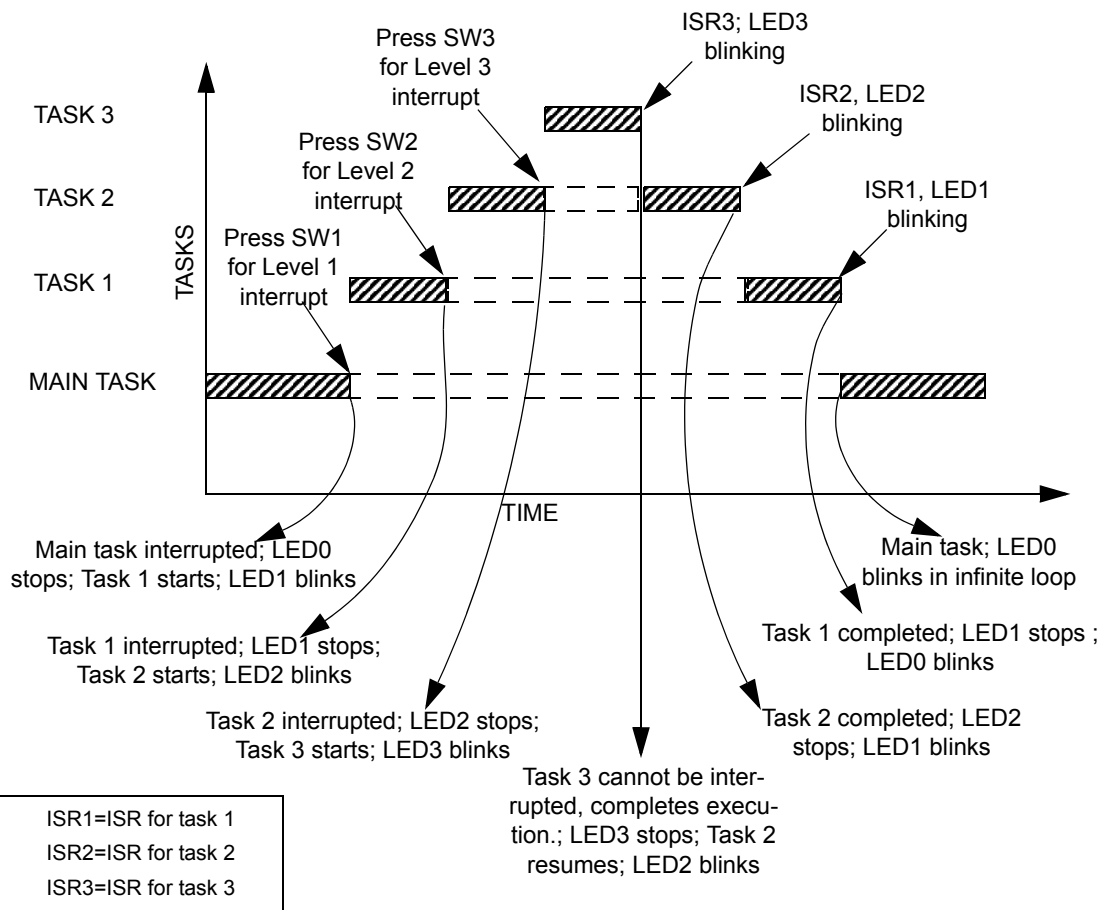 ISR3; LED3
blinking
Press SW3
for Level 3
interrupt
ISR2, LED2
blinking
TASK 3
Press SW2
for Level 2
interrupt
TASK 2
ISR1, LED1
blinking
Press SW1
for Level 1
interrupt
TASK 1
TASKS
MAIN TASK
TIME
Main task interrupted; LED0
stops; Task 1 starts; LED1 blinks
Main task; LED0
blinks in infinite loop
Task 1 interrupted; LED1 stops;
Task 2 starts; LED2 blinks
Task 1 completed; LED1 stops ;
LED0 blinks
Task 2 interrupted; LED2 stops;
Task 3 starts; LED3 blinks
Task 2 completed; LED2
stops; LED1 blinks
Task 3 cannot be inter-
rupted, completes execu-
tion.; LED3 stops; Task 2
resumes; LED2 blinks
ISR1=ISR for task 1
ISR2=ISR for task 2
ISR3=ISR for task 3